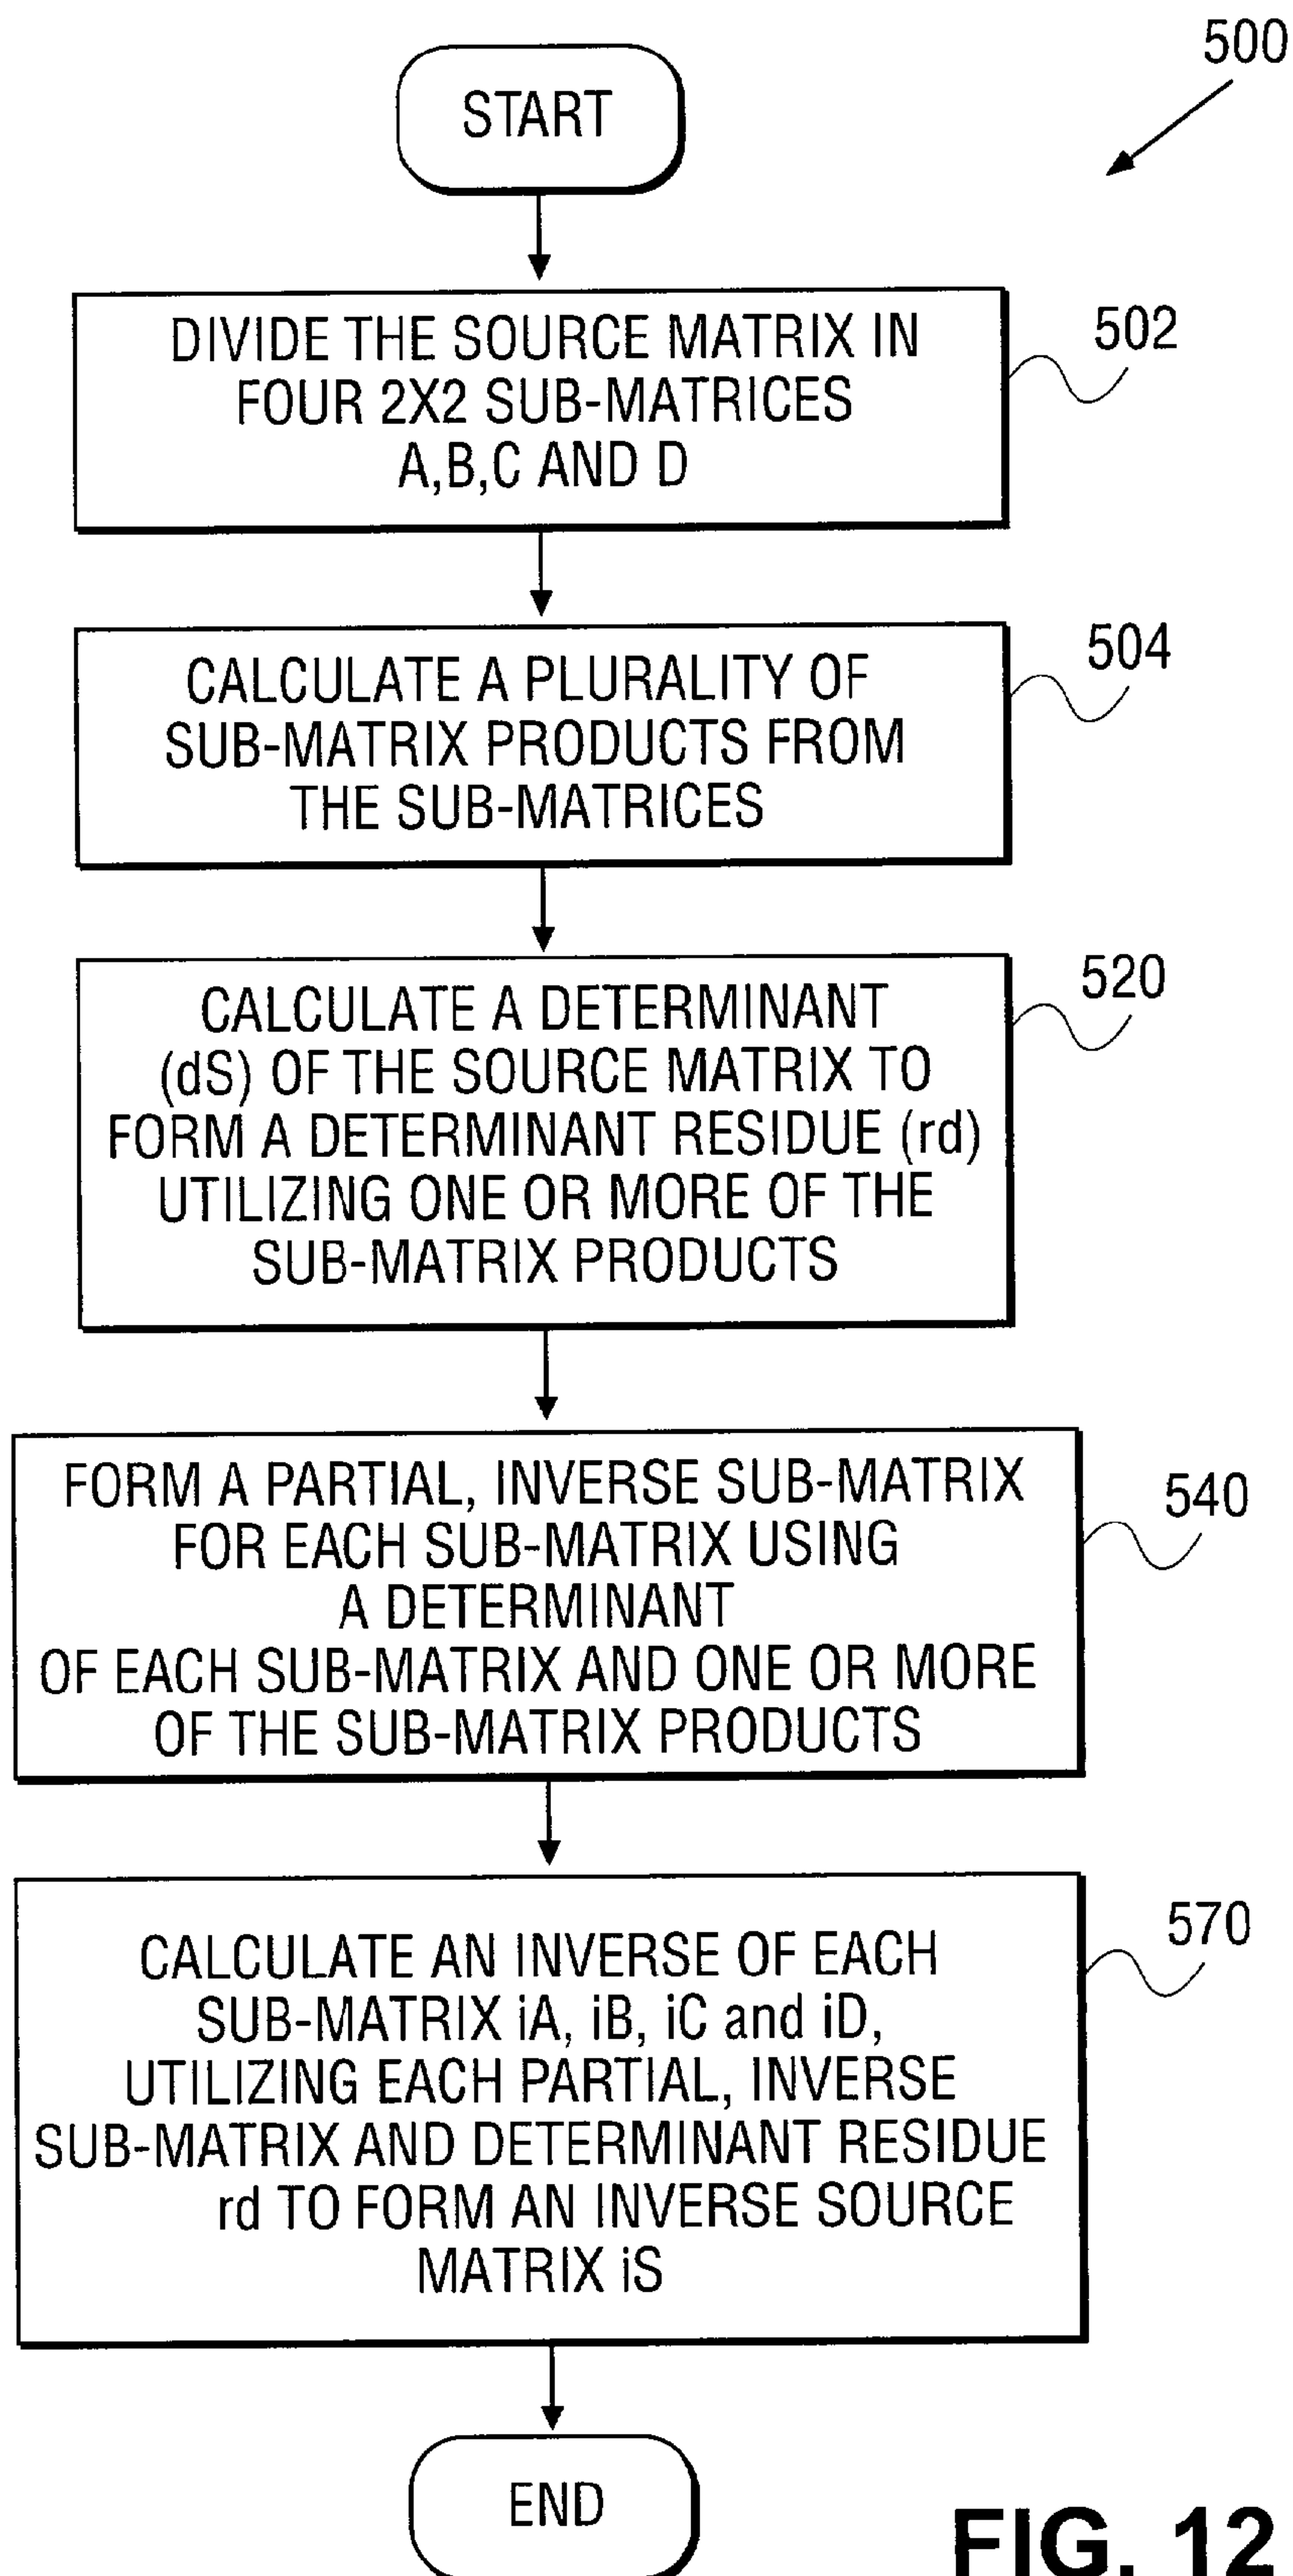 500
START
DIVIDE THE SOURCE MATRIX IN
FOUR 2X2 SUB-MATRICES
A,B,C AND D
502
CALCULATE A PLURALITY OF
SUB-MATRIX PRODUCTS FROM
THE SUB-MATRICES
504
CALCULATE A DETERMINANT
(dS) OF THE SOURCE MATRIX TO
FORM A DETERMINANT RESIDUE (rd)
UTILIZING ONE OR MORE OF THE
SUB-MATRIX PRODUCTS
520
FORM A PARTIAL, INVERSE SUB-MATRIX
FOR EACH SUB-MATRIX USING
A DETERMINANT
OF EACH SUB-MATRIX AND ONE OR MORE
OF THE SUB-MATRIX PRODUCTS
540
CALCULATE AN INVERSE OF EACH
SUB-MATRIX iA, iB, iC and iD,
UTILIZING EACH PARTIAL, INVERSE
SUB-MATRIX AND DETERMINANT RESIDUE
rd TO FORM AN INVERSE SOURCE
MATRIX iS
570
END
FIG. 12